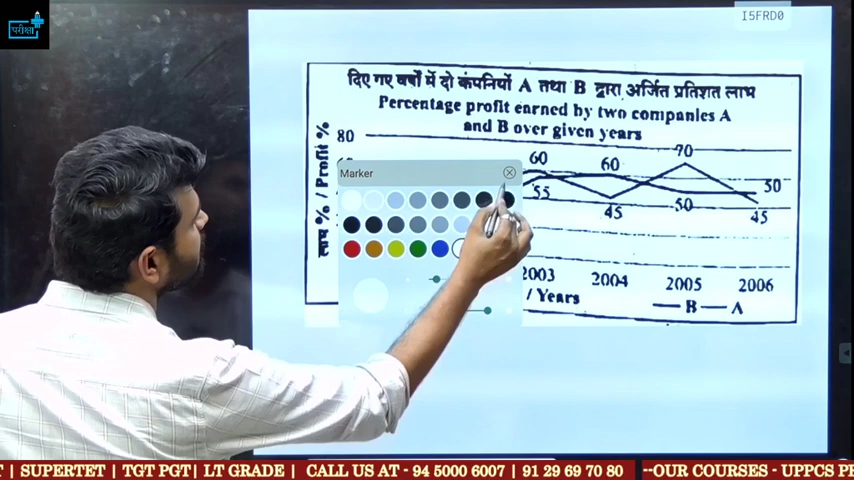 परीक्षा
I5FRD0
दिए गए वर्षों में दो कंपनियों A तथा B द्वारा अर्जित प्रतिशत लाभ
Percentage profit earned by two companies A
and B over given years
लाभ % / Profit %
80
Marker
60
60
70
50
55
45
50
45
2003
2004
2005
2006
/ Years
B
A
| SUPERTET | TGT PGT| LT GRADE | CALL US AT - 94 5000 6007 | 91 29 69 70 80
--OUR COURSES - UPPCS